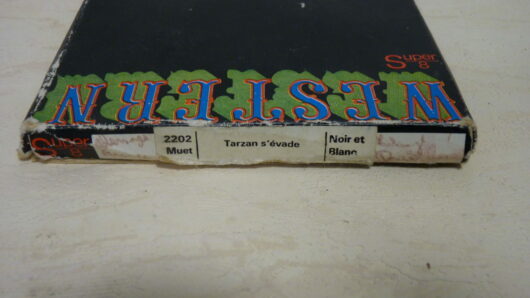 Super
8
WESTERN
Super
8
2202
Muet
Tarzan s'évade
Noir et
Blanc